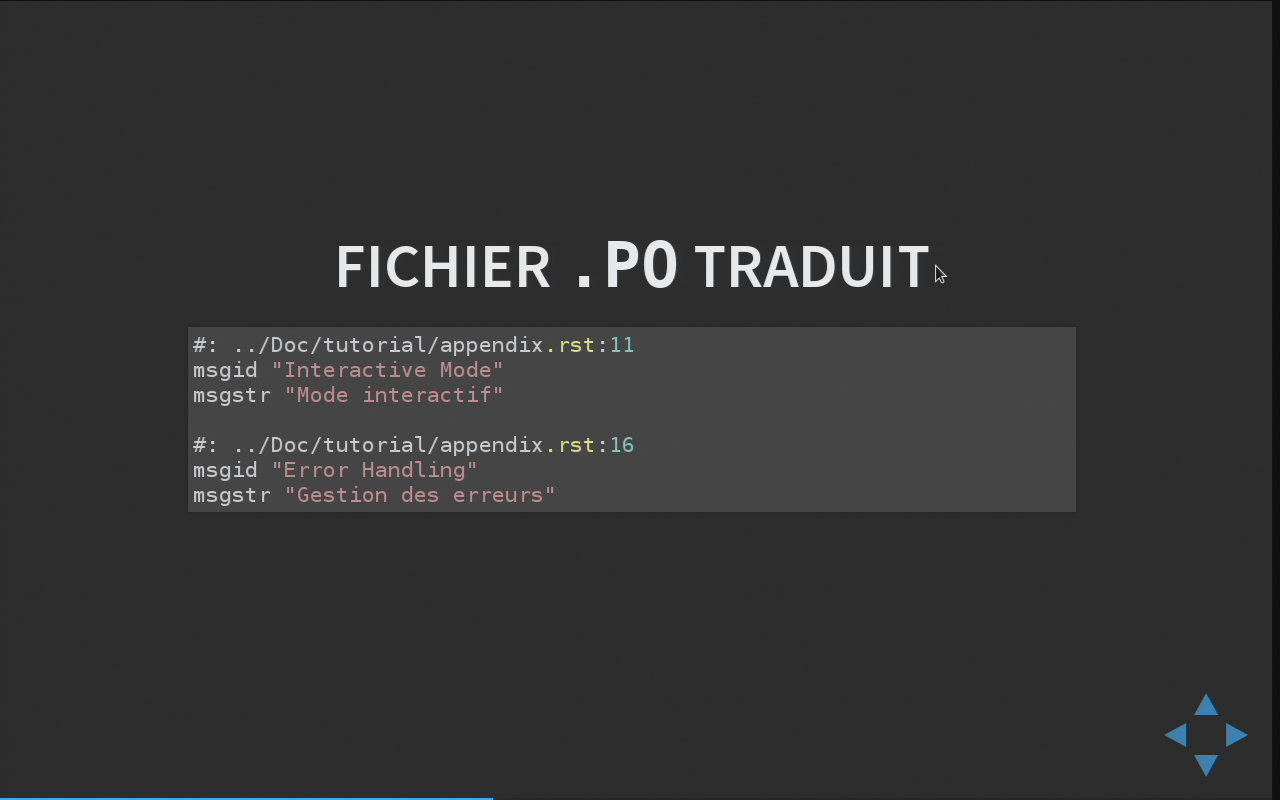 FICHIER .PO TRADUIT
#: ../Doc/tutorial/appendix.rst:11
msgid "Interactive Mode"
msgstr "Mode interactif"
#: ../Doc/tutorial/appendix.rst:16
msgid "Error Handling"
msgstr "Gestion des erreurs"